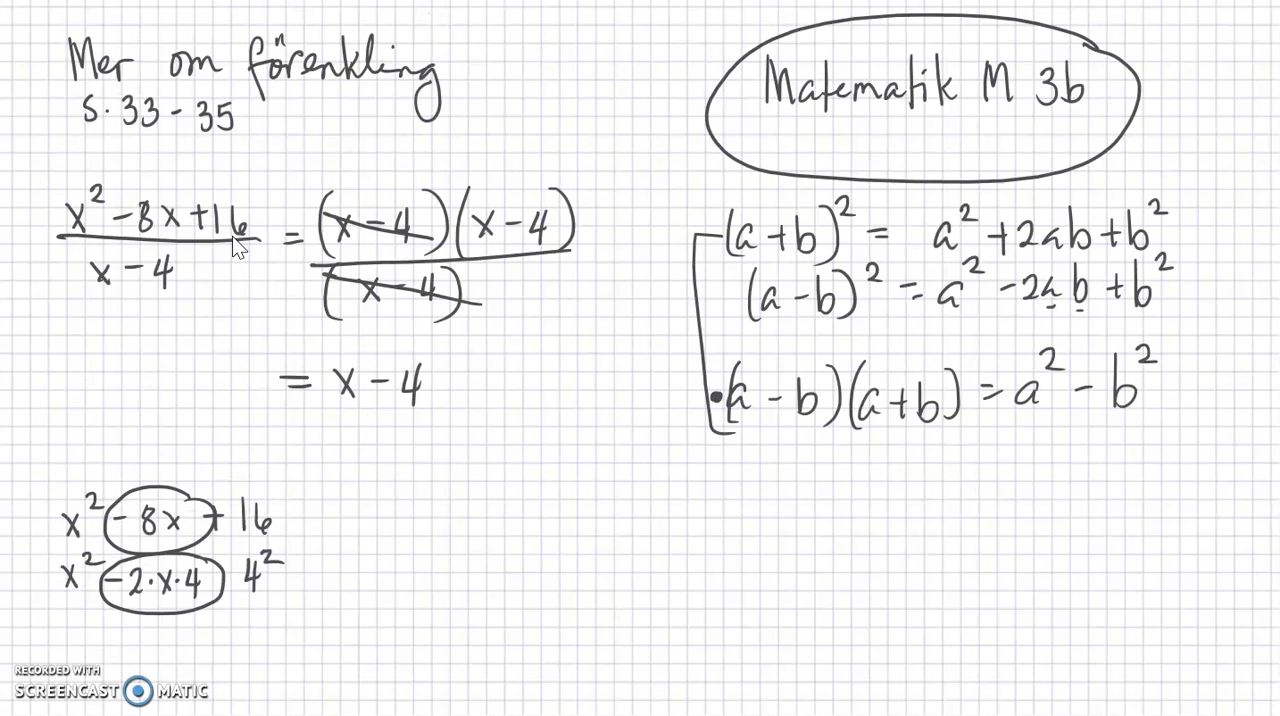 Mer om förenkling
s. 33 - 35
Matematik M 3b
(x² - 8x + 16)/(x - 4) = ((x - 4)(x - 4))/((x - 4))
= x - 4
x² - 8x + 16
x² - 2·x·4 4²
(a + b)² = a² + 2ab + b²
(a - b)² = a² - 2ab + b²
(a - b)(a + b) = a² - b²
RECORDED WITH
SCREENCAST MATIC